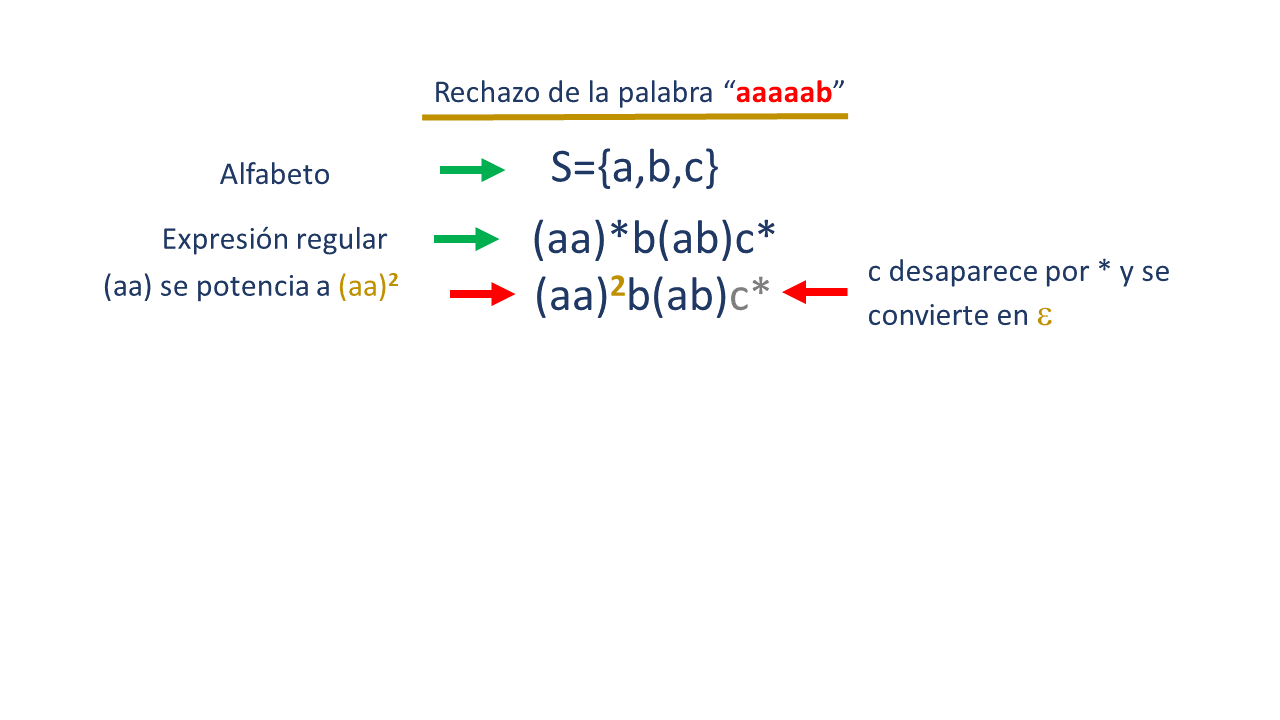 Rechazo de la palabra “aaaaab”
Alfabeto
S={a,b,c}
Expresión regular
(aa)*b(ab)c*
(aa) se potencia a (aa)²
(aa)²b(ab)c*
c desaparece por * y se
convierte en ε